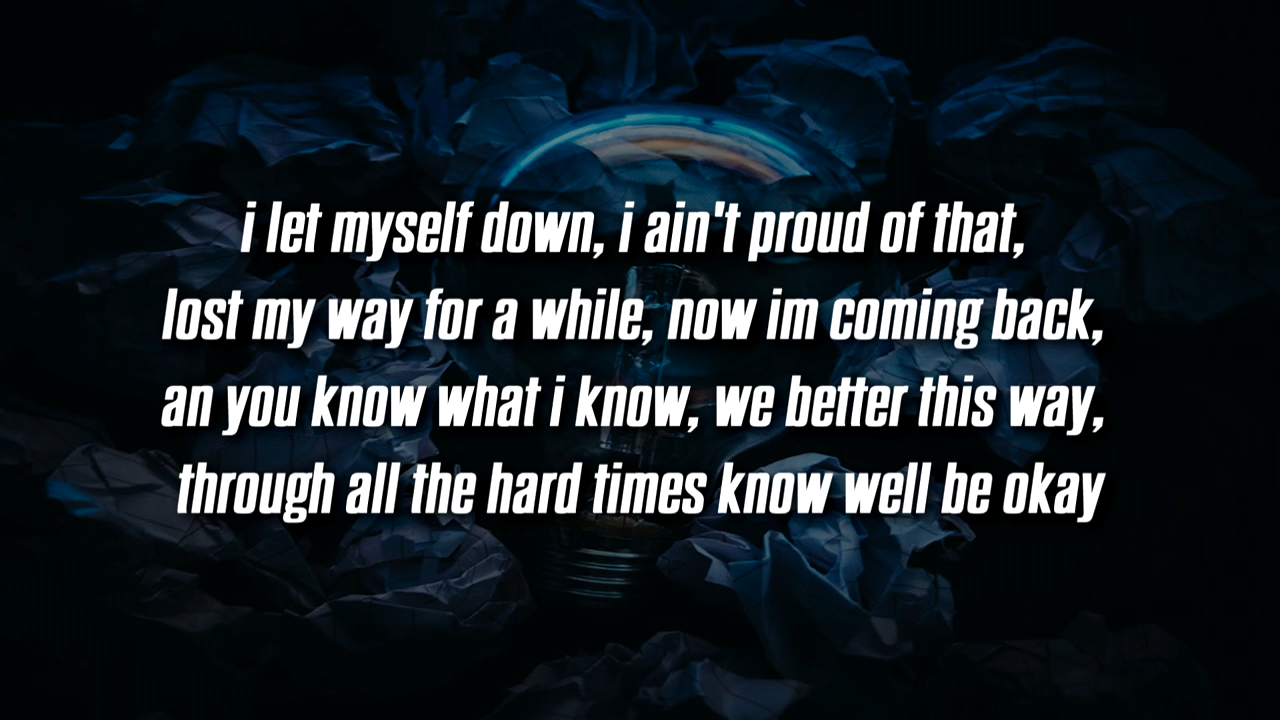 i let myself down, i ain't proud of that,
lost my way for a while, now im coming back,
an you know what i know, we better this way,
through all the hard times know well be okay